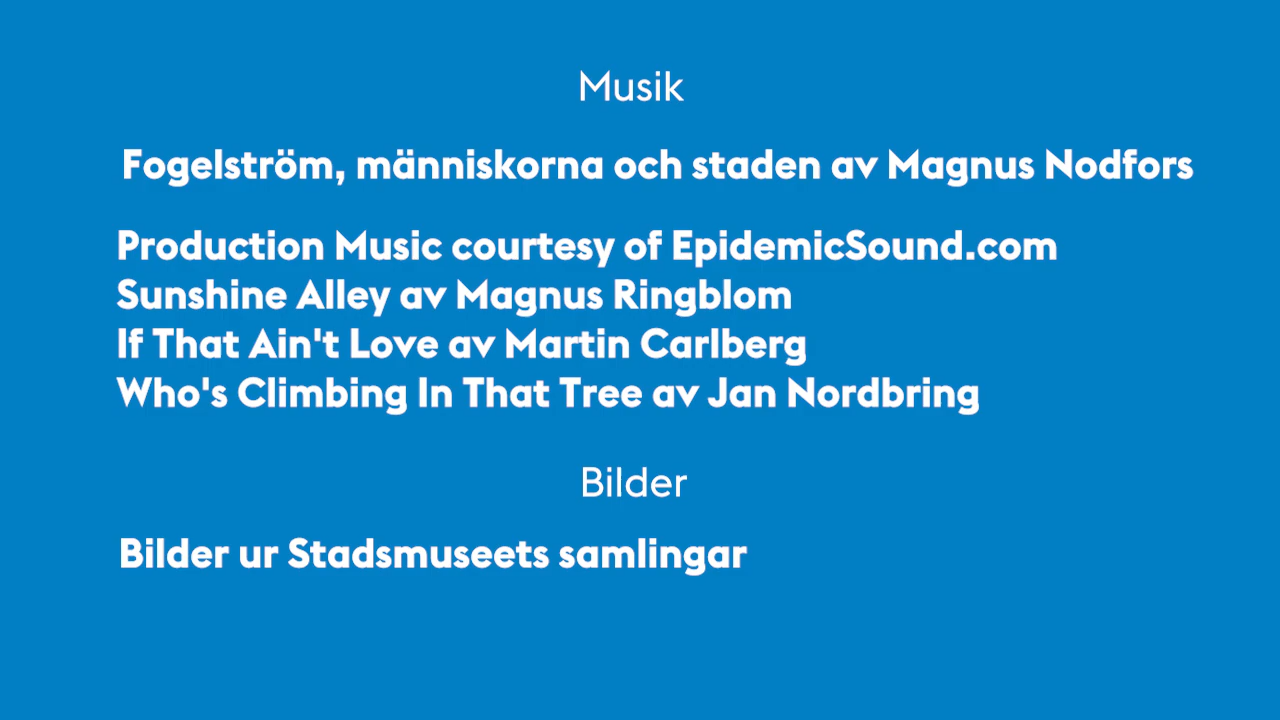 Musik
Fogelström, människorna och staden av Magnus Nodfors
Production Music courtesy of EpidemicSound.com
Sunshine Alley av Magnus Ringblom
If That Ain't Love av Martin Carlberg
Who's Climbing In That Tree av Jan Nordbring
Bilder
Bilder ur Stadsmuseets samlingar